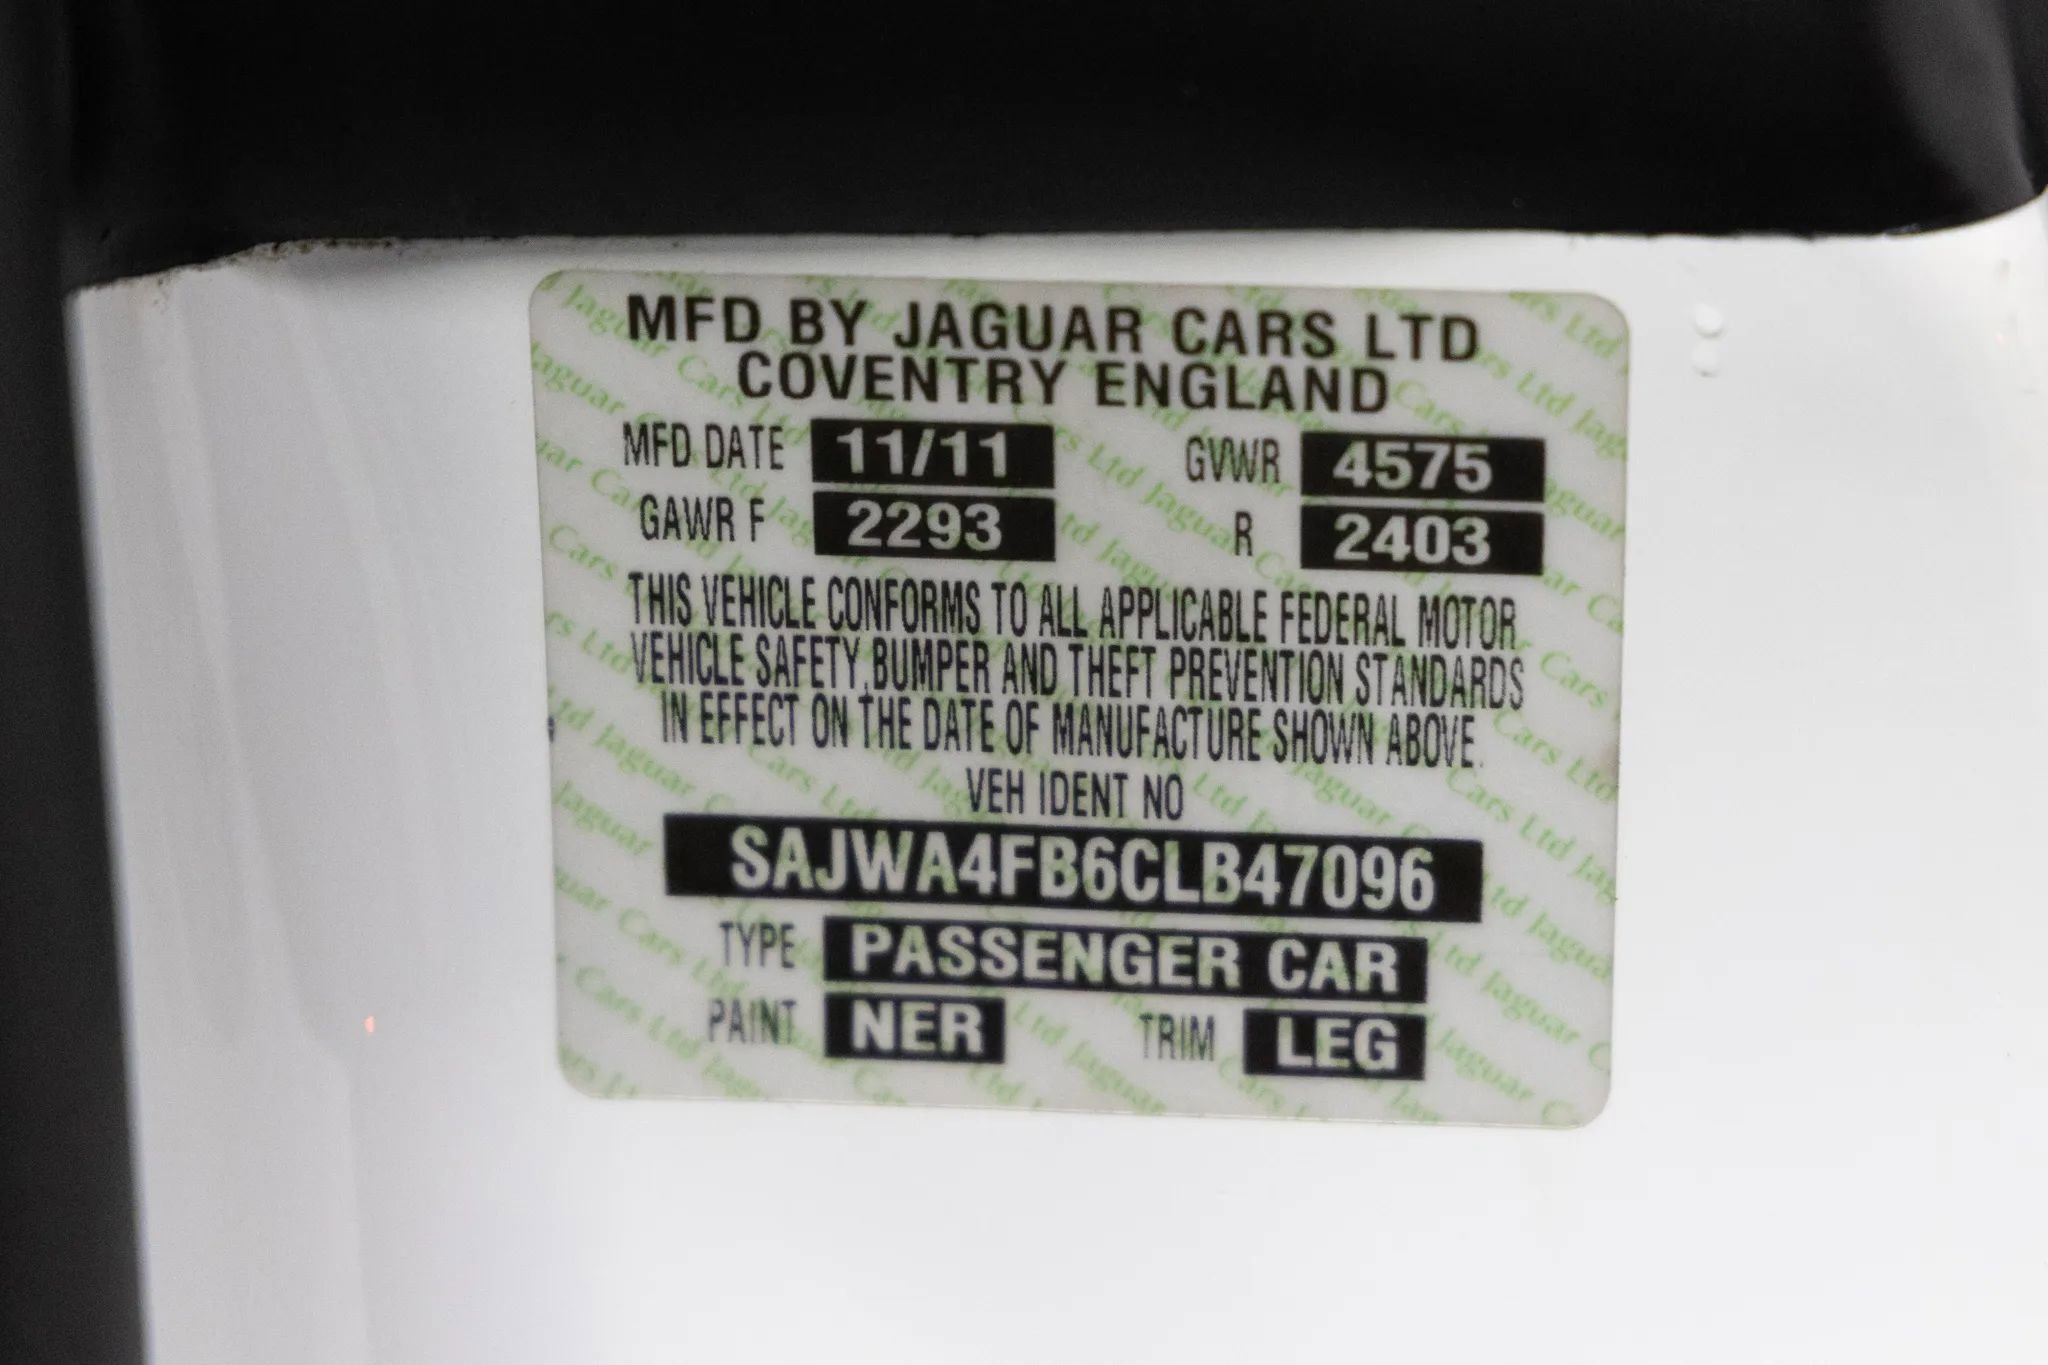 MFD BY JAGUAR CARS LTD
COVENTRY ENGLAND
MFD DATE 11/11 GVWR 4575
GAWR F 2293 R 2403
THIS VEHICLE CONFORMS TO ALL APPLICABLE FEDERAL MOTOR
VEHICLE SAFETY,BUMPER AND THEFT PREVENTION STANDARDS
IN EFFECT ON THE DATE OF MANUFACTURE SHOWN ABOVE.
VEH IDENT NO
SAJWA4FB6CLB47096
TYPE PASSENGER CAR
PAINT NER TRIM LEG